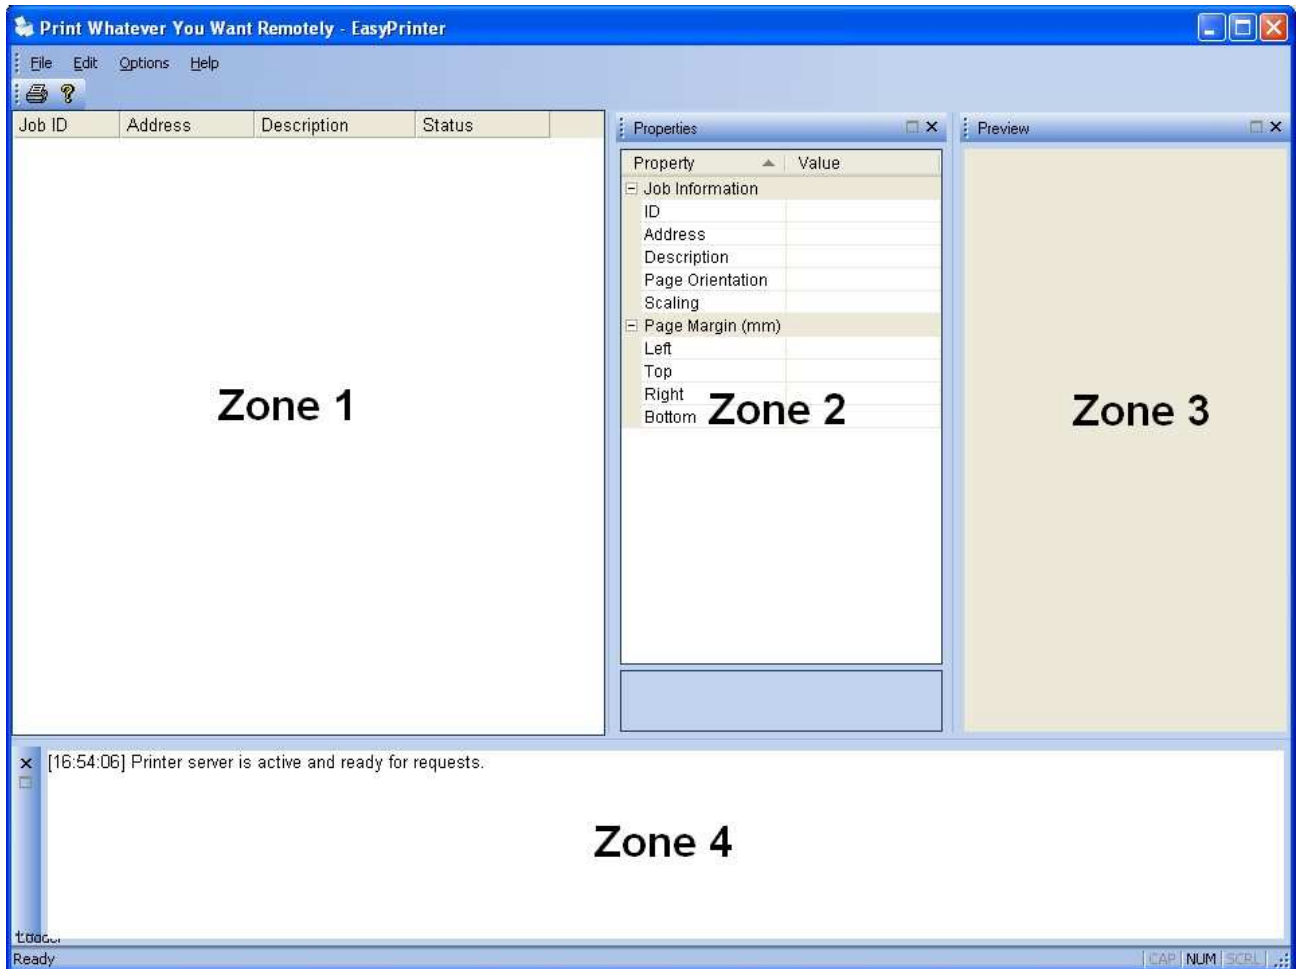 Print Whatever You Want Remotely - EasyPrinter
File Edit Options Help
Job ID Address Description Status
Properties
Property Value
Job Information
ID
Address
Description
Page Orientation
Scaling
Page Margin (mm)
Left
Top
Right
Bottom
Preview
Zone 1
Zone 2
Zone 3
[16:54:06] Printer server is active and ready for requests.
Zone 4
Ready CAP NUM SCRL